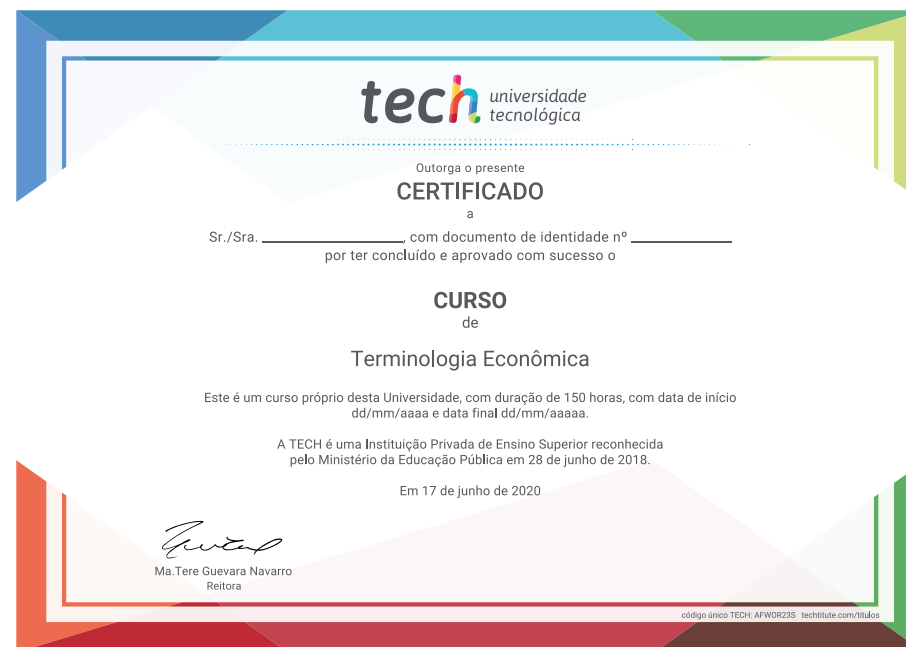 tech universidade
tecnológica
Outorga o presente
CERTIFICADO
a
Sr./Sra. ____________, com documento de identidade nº ____________
por ter concluído e aprovado com sucesso o
CURSO
de
Terminologia Econômica
Este é um curso próprio desta Universidade, com duração de 150 horas, com data de início
dd/mm/aaaa e data final dd/mm/aaaaa.
A TECH é uma Instituição Privada de Ensino Superior reconhecida
pelo Ministério da Educação Pública em 28 de junho de 2018.
Em 17 de junho de 2020
Ma.Tere Guevara Navarro
Reitora
código único TECH: AFWOR23S techtitute.com/titulos